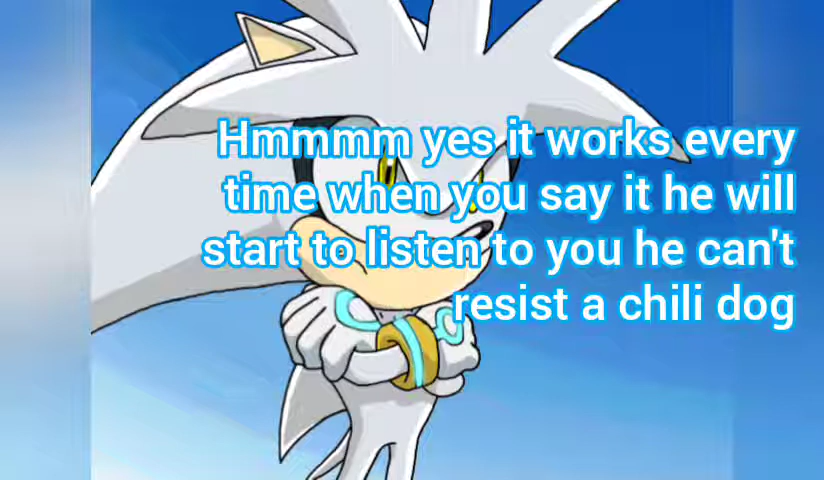 Hmmmm yes it works every
time when you say it he will
start to listen to you he can't
resist a chili dog